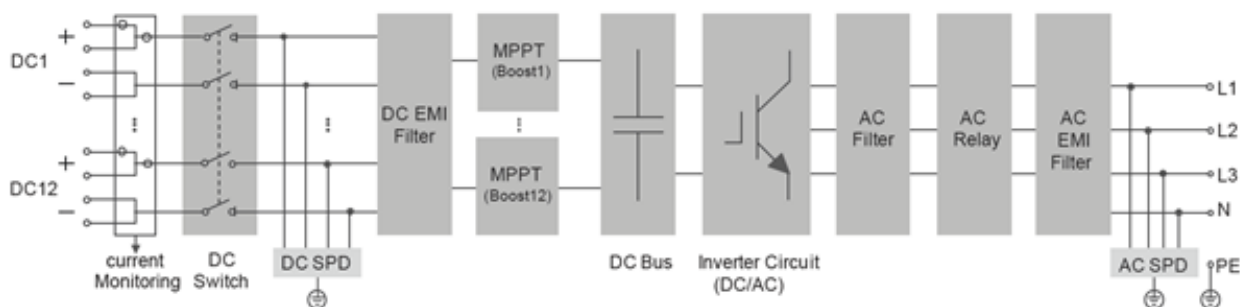 +
DC1
−
+
DC12
−
current
Monitoring
DC
Switch
DC SPD
DC EMI
Filter
MPPT
(Boost1)
MPPT
(Boost12)
DC Bus
Inverter Circuit
(DC/AC)
AC
Filter
AC
Relay
AC
EMI
Filter
L1
L2
L3
N
AC SPD
PE